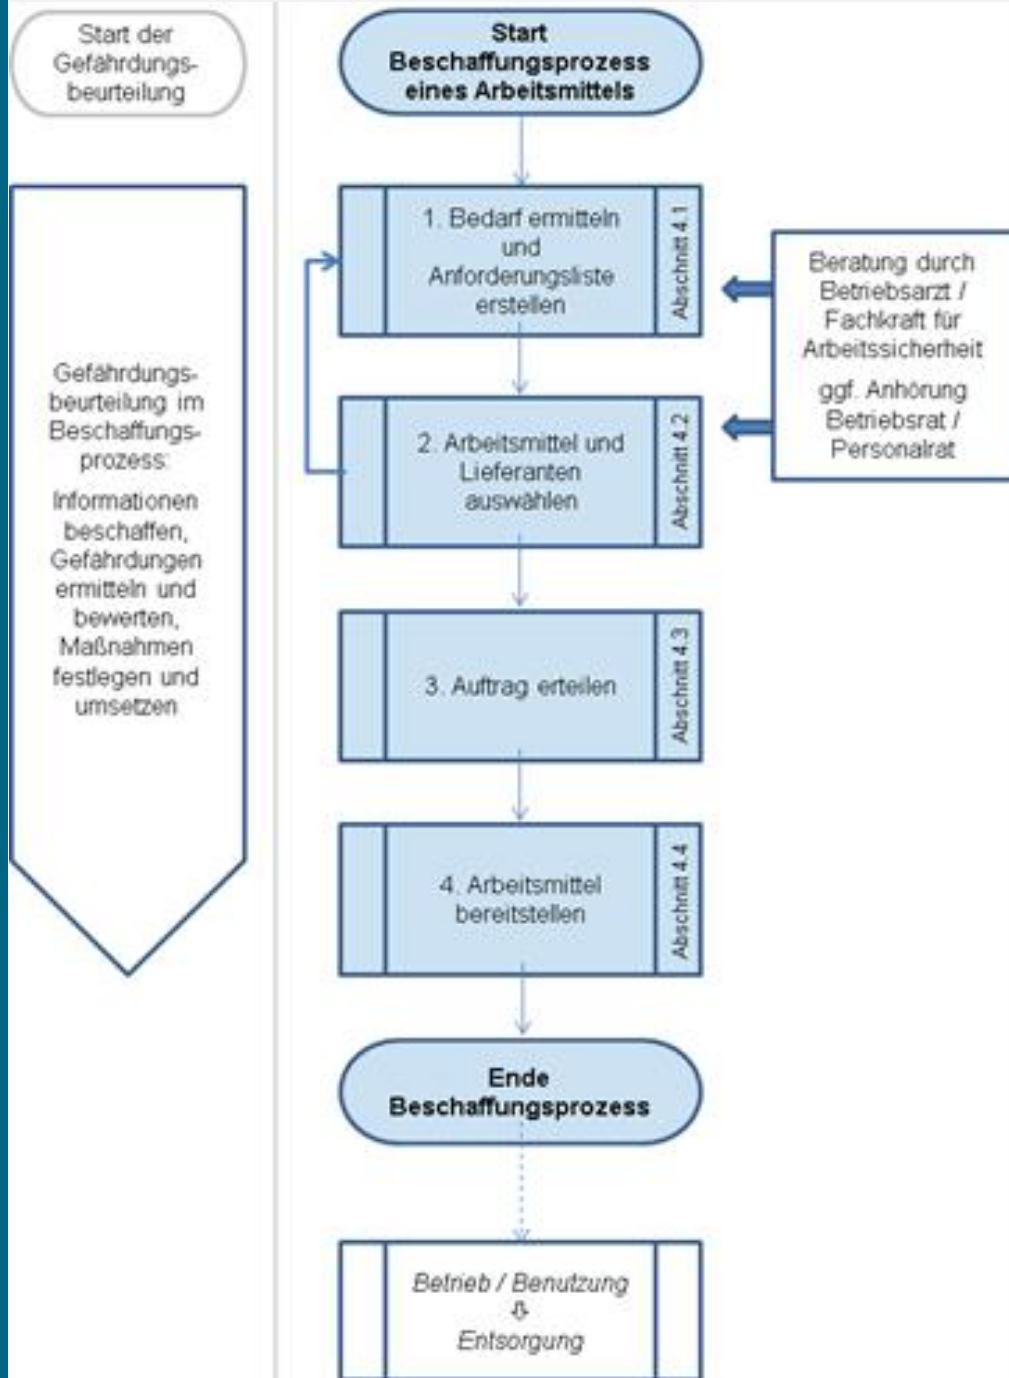 Start der
Gefährdungs-
beurteilung
Gefährdungs-
beurteilung im
Beschaffungs-
prozess:
Informationen
beschaffen,
Gefährdungen
ermitteln und
bewerten,
Maßnahmen
festlegen und
umsetzen
Start
Beschaffungsprozess
eines Arbeitsmittels
1. Bedarf ermitteln
und
Anforderungsliste
erstellen
Abschnitt 4.1
Beratung durch
Betriebsarzt /
Fachkraft für
Arbeitssicherheit
ggf. Anhörung
Betriebsrat /
Personalrat
2. Arbeitsmittel und
Lieferanten
auswählen
Abschnitt 4.2
3. Auftrag erteilen
Abschnitt 4.3
4. Arbeitsmittel
bereitstellen
Abschnitt 4.4
Ende
Beschaffungsprozess
Betrieb / Benutzung
Entsorgung